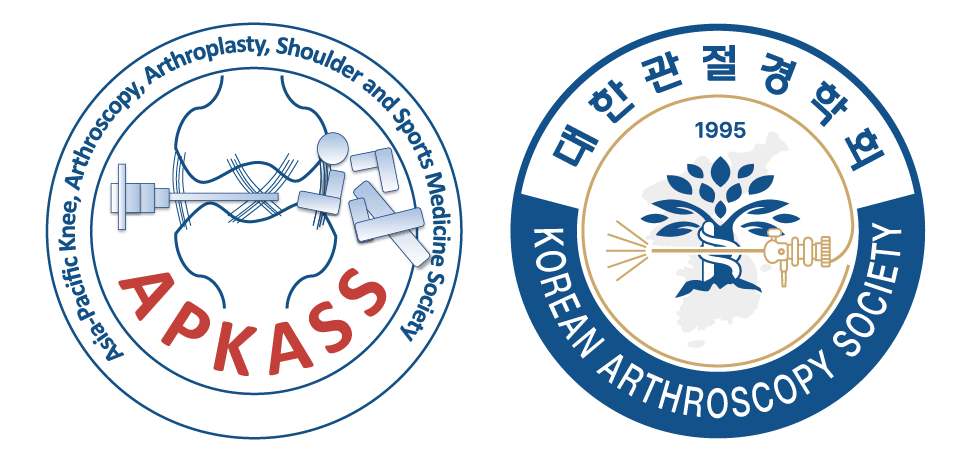 Asia-Pacific Knee, Arthroscopy, Arthroplasty, Shoulder and Sports Medicine Society
APKASS
대한관절경학회
1995
KOREAN ARTHROSCOPY SOCIETY